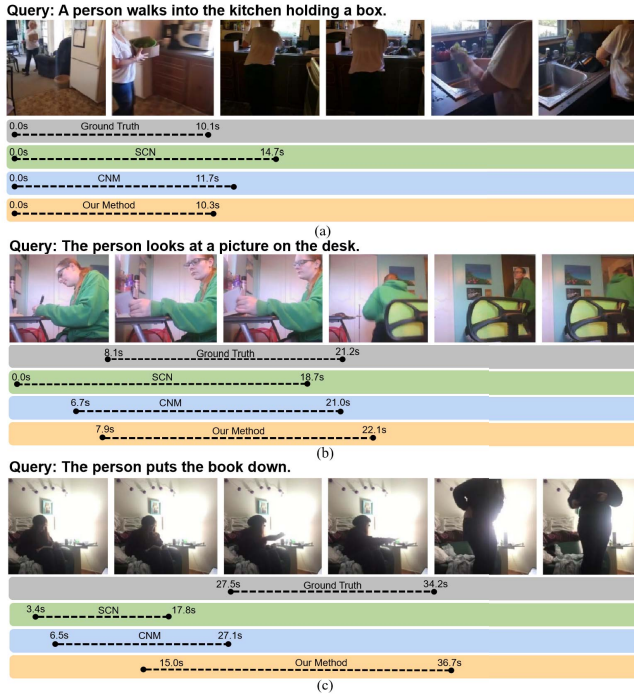 Query: A person walks into the kitchen holding a box.
0.0s Ground Truth 10.1s
0.0s SCN 14.7s
0.0s CNM 11.7s
0.0s Our Method 10.3s
(a)
Query: The person looks at a picture on the desk.
8.1s Ground Truth 21.2s
0.0s SCN 18.7s
6.7s CNM 21.0s
7.9s Our Method 22.1s
(b)
Query: The person puts the book down.
27.5s Ground Truth 34.2s
3.4s SCN 17.8s
6.5s CNM 27.1s
15.0s Our Method 36.7s
(c)